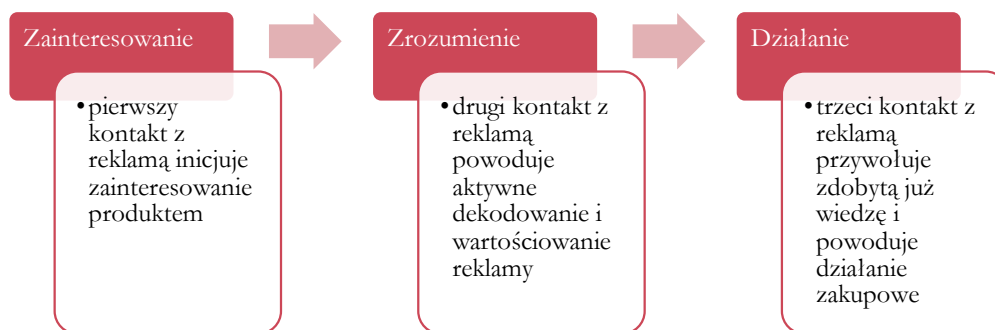 Zainteresowanie
•pierwszy
kontakt z
reklamą inicjuje
zainteresowanie
produktem
Zrozumienie
•drugi kontakt z
reklamą
powoduje
aktywne
dekodowanie i
wartościowanie
reklamy
Działanie
•trzeci kontakt z
reklamą
przywołuje
zdobytą już
wiedzę i
powoduje
działanie
zakupowe